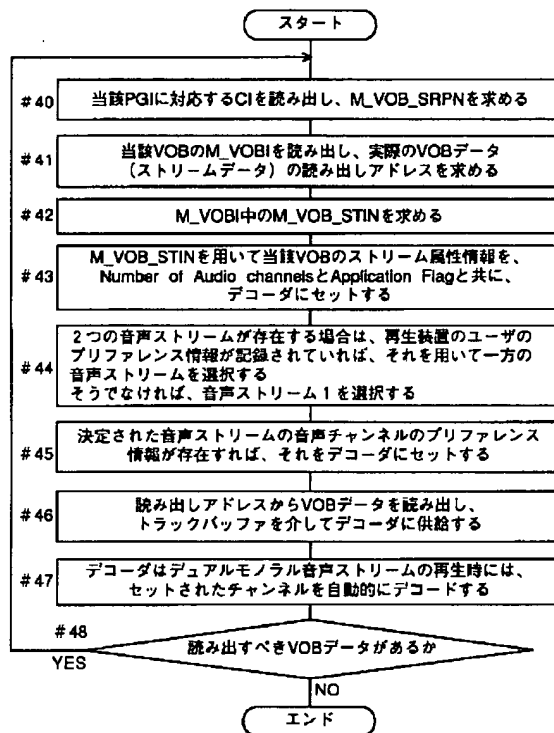 スタート
#40
当該PGIに対応するCIを読み出し、M_VOB_SRPNを求める
#41
当該VOBのM_VOBIを読み出し、実際のVOBデータ
（ストリームデータ）の読み出しアドレスを求める
#42
M_VOBI中のM_VOB_STINを求める
#43
M_VOB_STINを用いて当該VOBのストリーム属性情報を、
Number of Audio channelsとApplication Flagと共に、
デコーダにセットする
#44
2つの音声ストリームが存在する場合は、再生装置のユーザの
プリファレンス情報が記録されていれば、それを用いて一方の
音声ストリームを選択する
そうでなければ、音声ストリーム1を選択する
#45
決定された音声ストリームの音声チャンネルのプリファレンス
情報が存在すれば、それをデコーダにセットする
#46
読み出しアドレスからVOBデータを読み出し、
トラックバッファを介してデコーダに供給する
#47
デコーダはデュアルモノラル音声ストリームの再生時には、
セットされたチャンネルを自動的にデコードする
#48
読み出すべきVOBデータがあるか
YES
NO
エンド